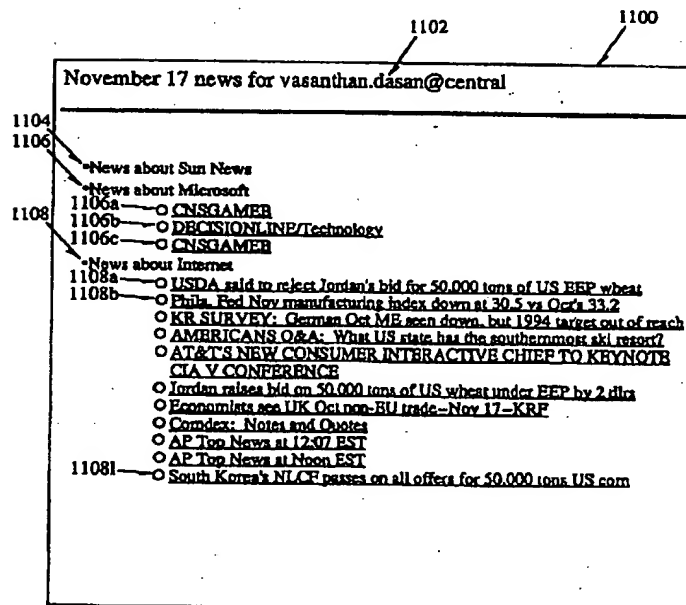 1102
1100
November 17 news for vasanthan.dasan@central
1104
1106
•News about Sun News
•News about Microsoft
1106a
CNSGAMER
1106b
DECISIONLINE/Technology
1108
1106c
CNSGAMER
•News about Internet
1108a
USDA said to reject Jordan's bid for 50,000 tons of US EEP wheat
1108b
Phila. Fed Nov manufacturing index down at 30.5 vs Oct's 33.2
KR SURVEY: German Oct ME seen down, but 1994 target out of reach
AMERICANS Q&A: What US state has the southernmost ski resort?
AT&T'S NEW CONSUMER INTERACTIVE CHIEF TO KEYNOTE
CIA V CONFERENCE
Jordan raises bid on 50,000 tons of US wheat under EEP by 2 dlrs
Economists see UK Oct non-EU trade--Nov 17--KRF
Comdex: Notes and Quotes
AP Top News at 12:07 EST
AP Top News at Noon EST
1108l
South Korea's NLCF passes on all offers for 50,000 tons US corn